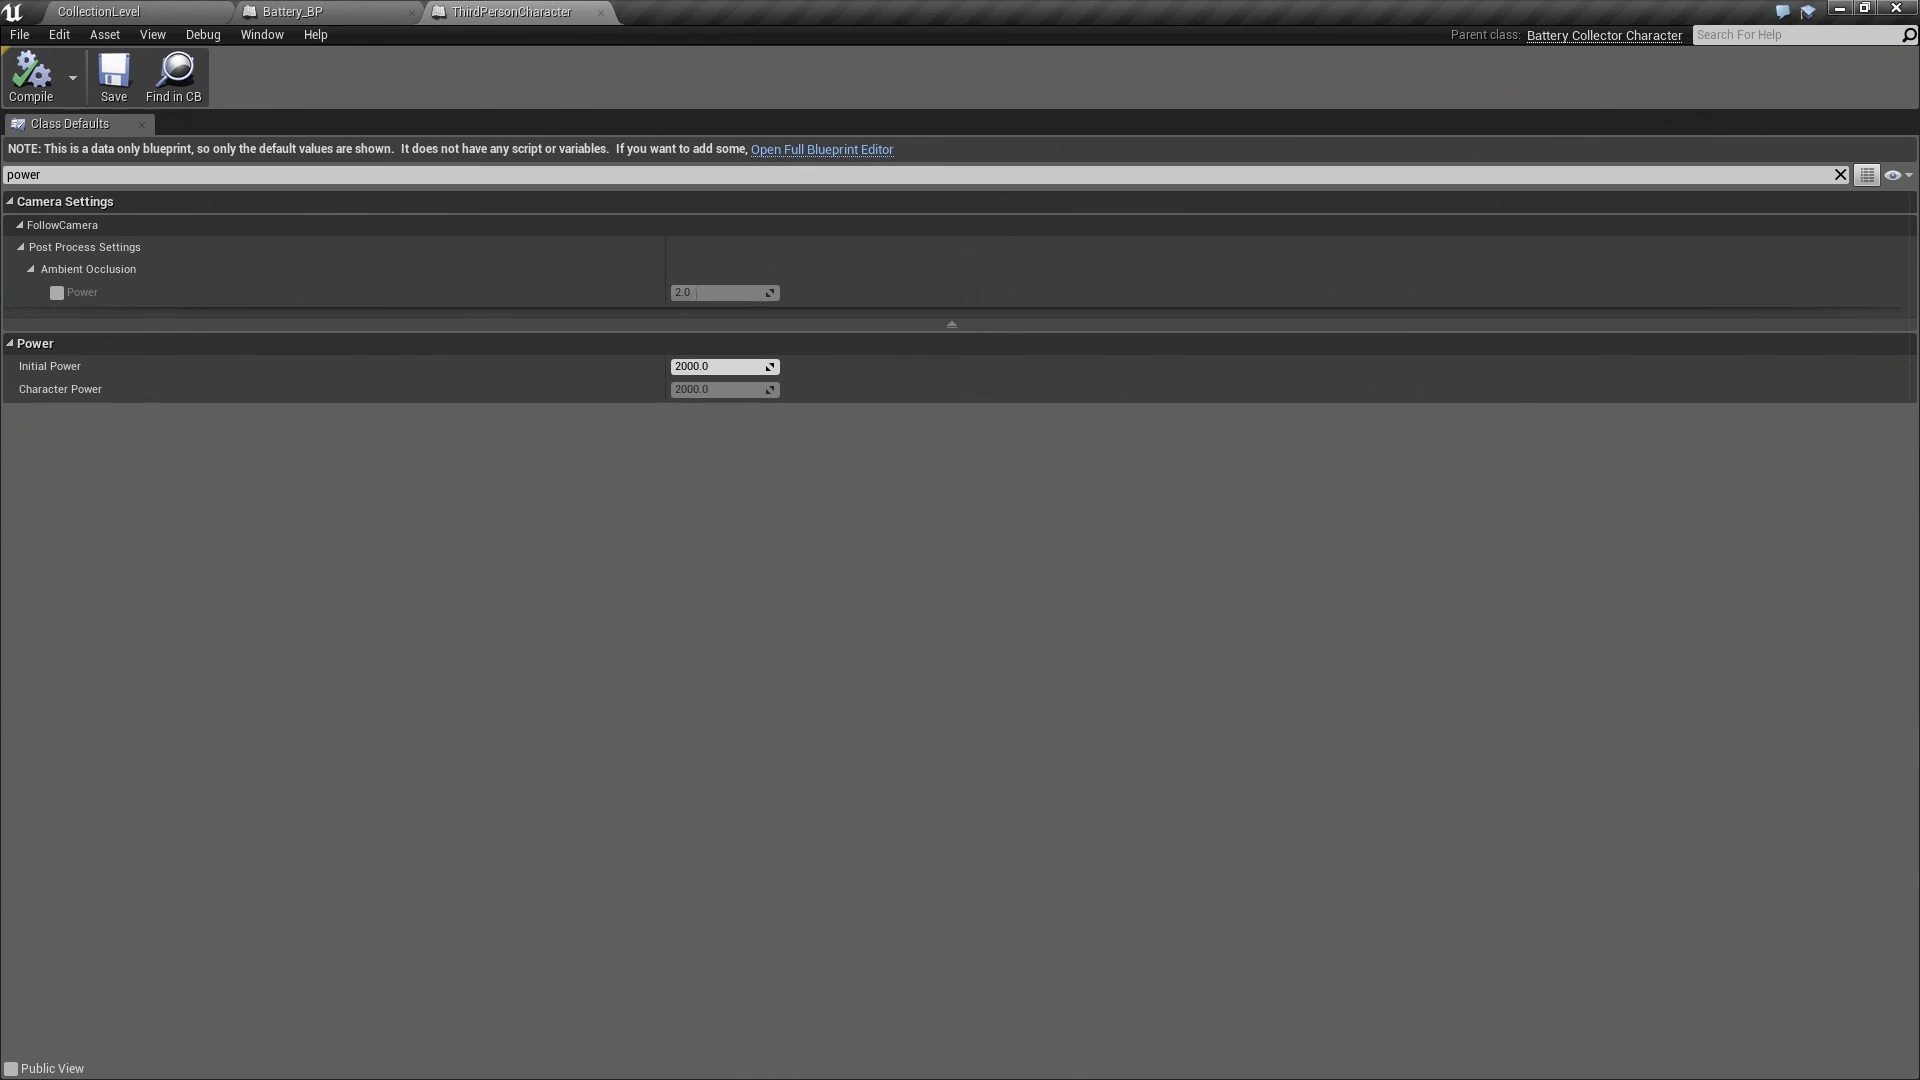 CollectionLevel
Battery_BP
ThirdPersonCharacter
File Edit Asset View Debug Window Help
Parent class: Battery Collector Character
Search For Help
Compile
Save
Find in CB
Class Defaults
NOTE: This is a data only blueprint, so only the default values are shown. It does not have any script or variables. If you want to add some, Open Full Blueprint Editor
power
Camera Settings
FollowCamera
Post Process Settings
Ambient Occlusion
Power 2.0
Power
Initial Power 2000.0
Character Power 2000.0
Public View